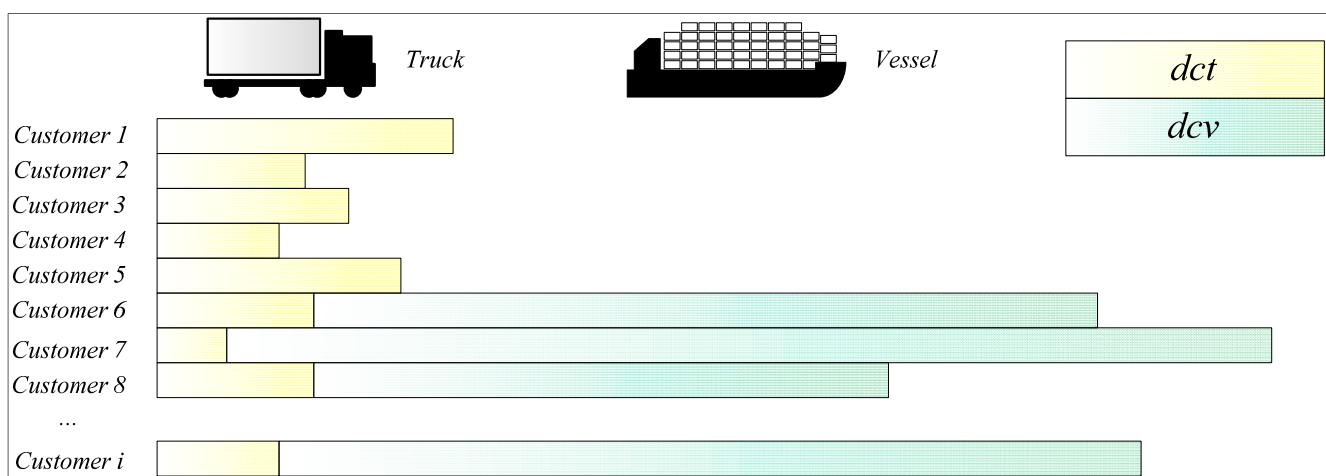 Truck
Vessel
dct
dcv
Customer 1
Customer 2
Customer 3
Customer 4
Customer 5
Customer 6
Customer 7
Customer 8
...
Customer i